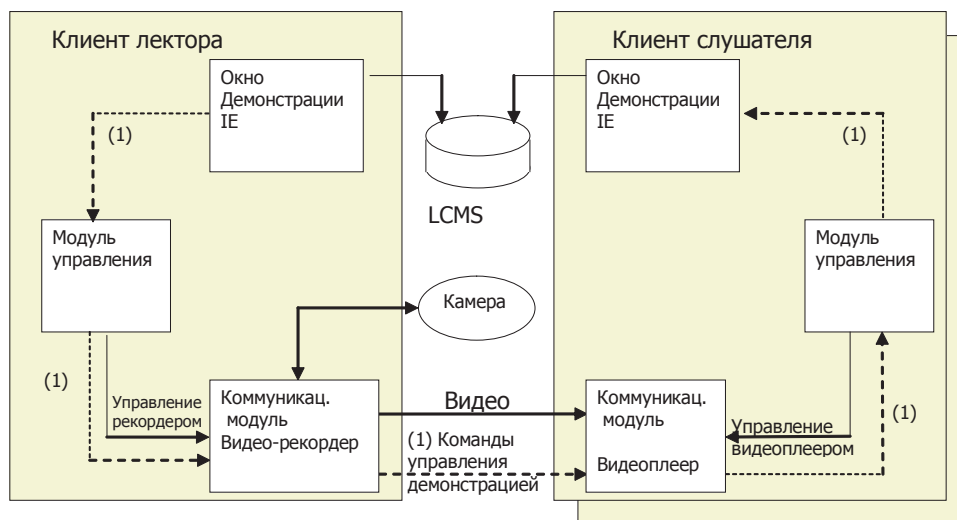 Клиент лектора
Клиент слушателя
Окно
Демонстрации
IE
Окно
Демонстрации
IE
(1)
(1)
LCMS
Модуль
управления
Модуль
управления
Камера
(1)
Управление
рекордером
Коммуникац.
модуль
Видео-рекордер
Видео
(1) Команды
управления
демонстрацией
Коммуникац.
модуль
Видеоплеер
Управление
видеоплеером
(1)